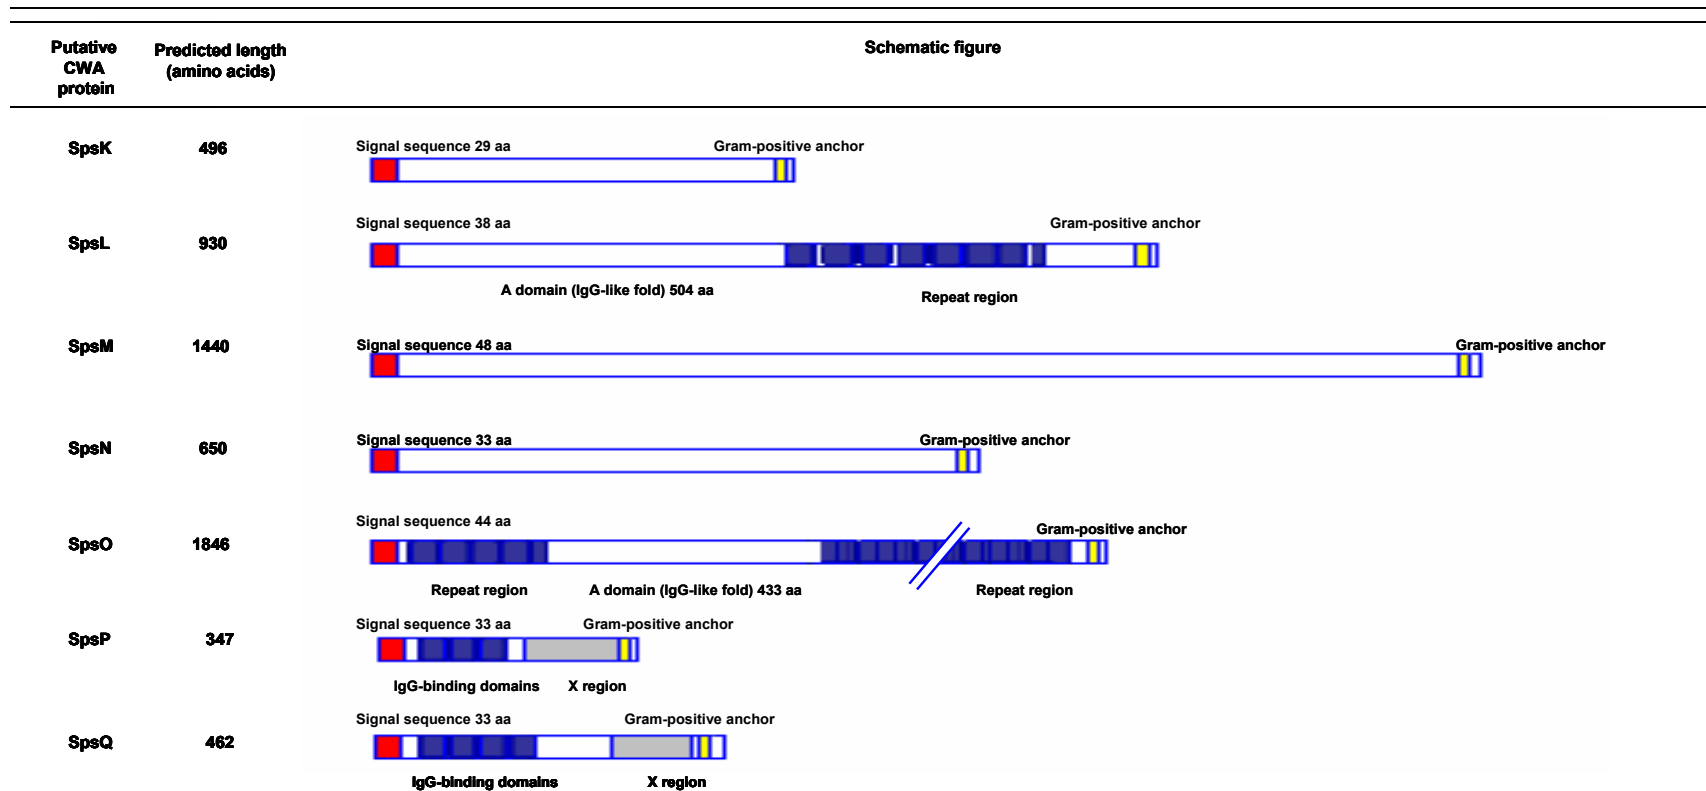 Putative
CWA
protein
Predicted length
(amino acids)
Schematic figure
SpsK
496
Signal sequence 29 aa
Gram-positive anchor
SpsL
930
Signal sequence 38 aa
Gram-positive anchor
A domain (IgG-like fold) 504 aa
Repeat region
SpsM
1440
Signal sequence 48 aa
Gram-positive anchor
SpsN
650
Signal sequence 33 aa
Gram-positive anchor
SpsO
1846
Signal sequence 44 aa
Gram-positive anchor
Repeat region
A domain (IgG-like fold) 433 aa
Repeat region
SpsP
347
Signal sequence 33 aa
Gram-positive anchor
IgG-binding domains
X region
SpsQ
462
Signal sequence 33 aa
Gram-positive anchor
IgG-binding domains
X region